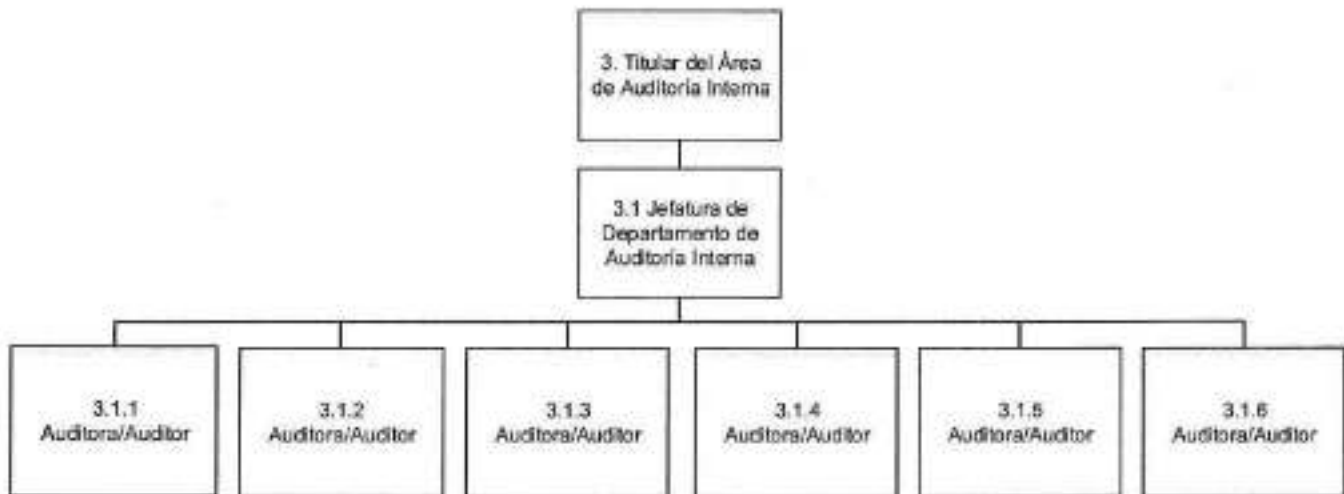 3. Titular del Área
de Auditoría Interna
3.1 Jefatura de
Departamento de
Auditoría Interna
3.1.1
Auditora/Auditor
3.1.2
Auditora/Auditor
3.1.3
Auditora/Auditor
3.1.4
Auditora/Auditor
3.1.5
Auditora/Auditor
3.1.6
Auditora/Auditor